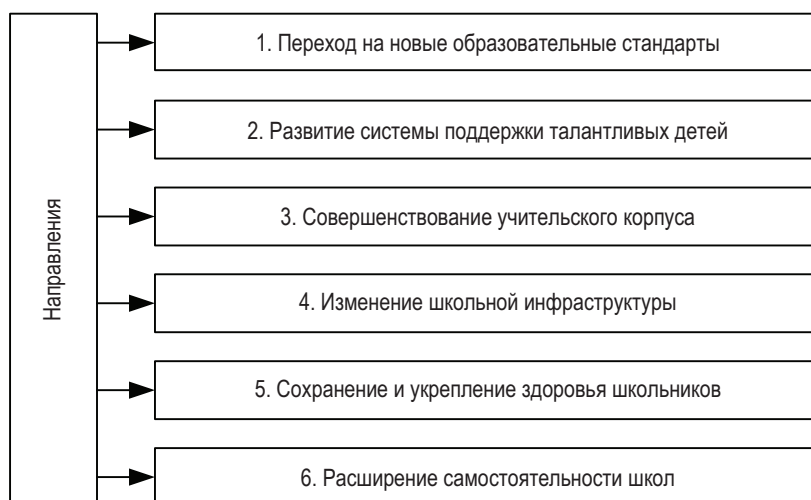 Направления
1. Переход на новые образовательные стандарты
2. Развитие системы поддержки талантливых детей
3. Совершенствование учительского корпуса
4. Изменение школьной инфраструктуры
5. Сохранение и укрепление здоровья школьников
6. Расширение самостоятельности школ